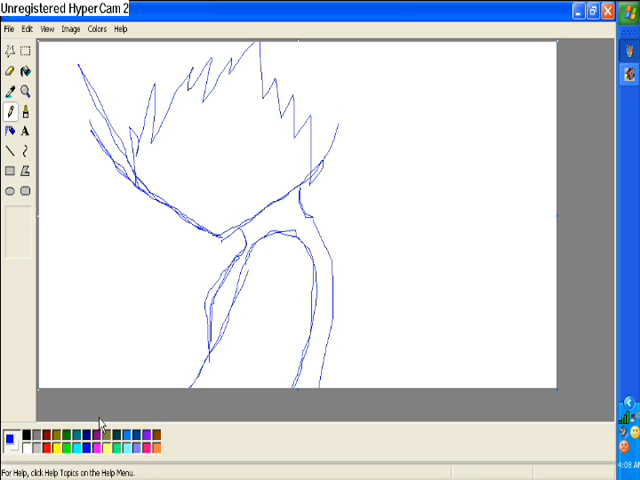 Unregistered HyperCam 2
File Edit View Image Colors Help
A
For Help, click Help Topics on the Help Menu.
4:08 AM